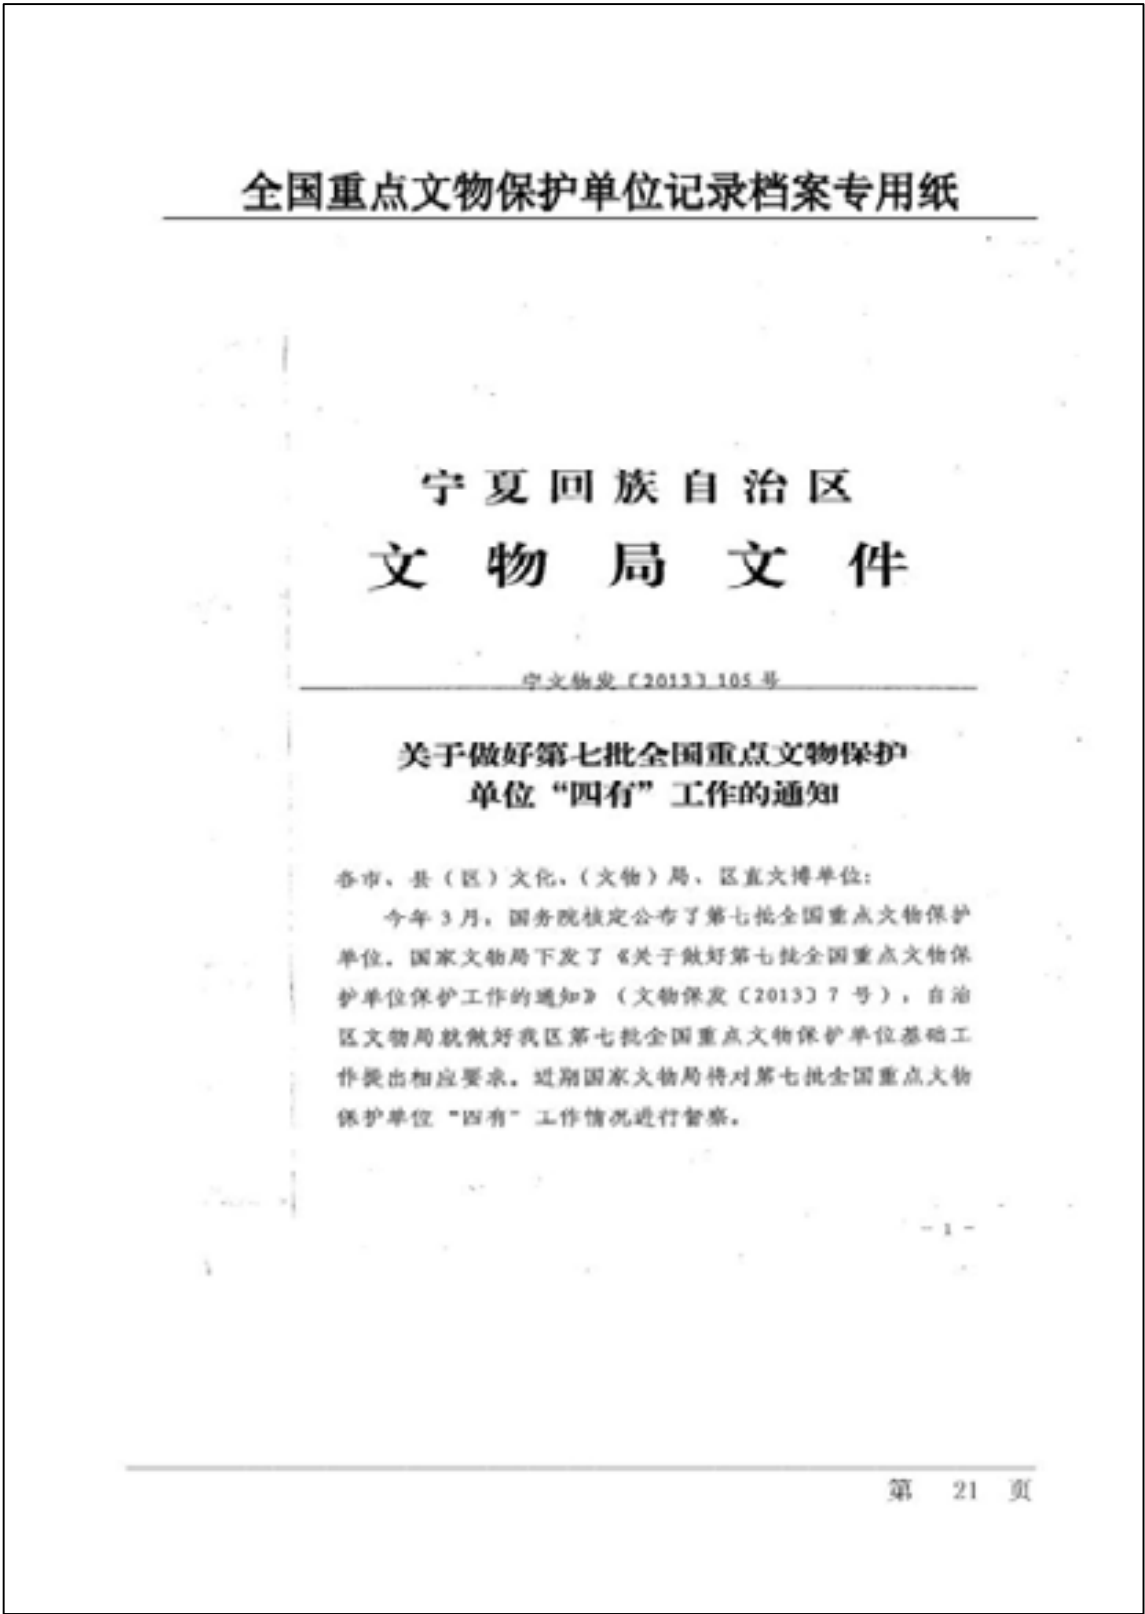 全国重点文物保护单位记录档案专用纸
宁夏回族自治区
文物局文件
宁文物发〔2013〕105号
关于做好第七批全国重点文物保护
单位“四有”工作的通知
各市、县（区）文化、（文物）局、区直文博单位：
今年3月，国务院核定公布了第七批全国重点文物保护
单位。国家文物局下发了《关于做好第七批全国重点文物保
护单位保护工作的通知》（文物保发〔2013〕7号），自治
区文物局就做好我区第七批全国重点文物保护单位基础工
作提出相应要求。近期国家文物局将对第七批全国重点文物
保护单位“四有”工作情况进行督察。
- 1 -
第 21 页